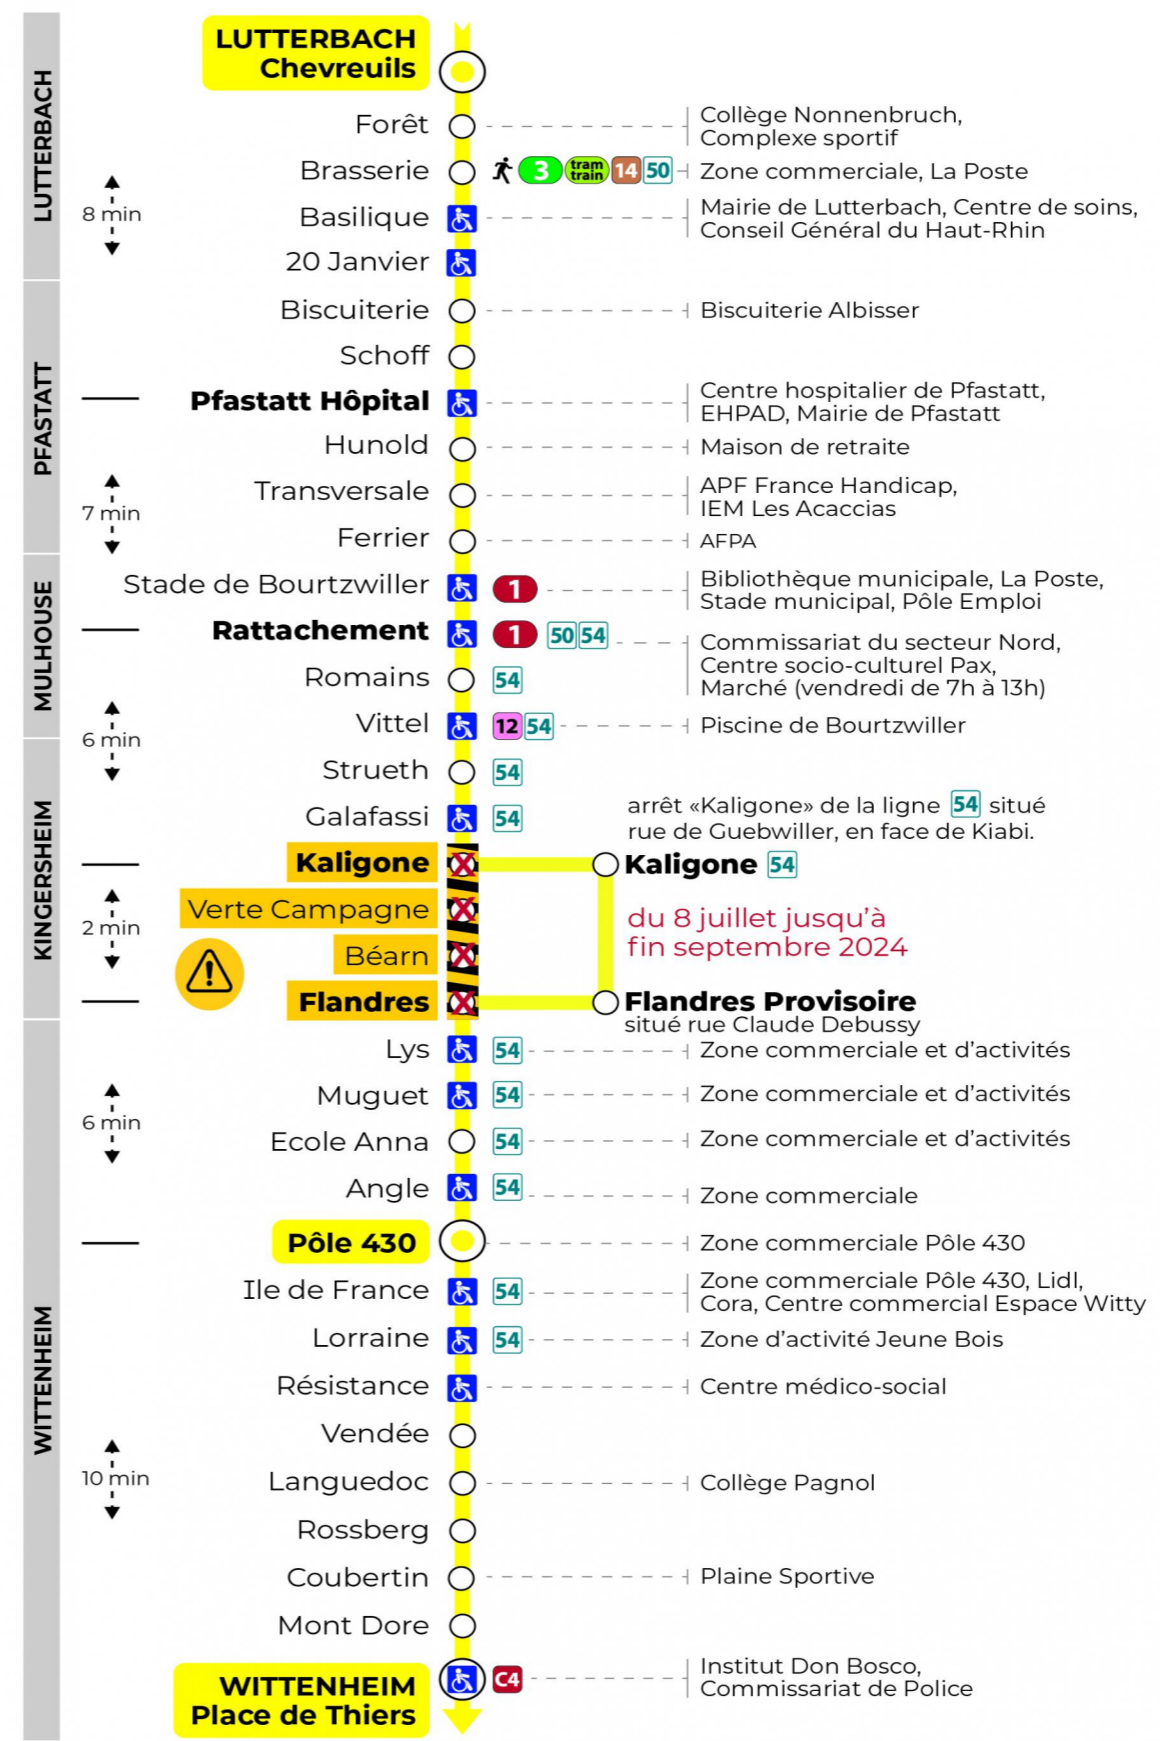 LUTTERBACH
LUTTERBACH
Chevreuils
Forêt
Collège Nonnenbruch,
Complexe sportif
Brasserie
3 tram train 14 50
Zone commerciale, La Poste
Basilique
Mairie de Lutterbach, Centre de soins,
Conseil Général du Haut-Rhin
8 min
20 Janvier
PFASTATT
Biscuiterie
Biscuiterie Albisser
Schoff
Pfastatt Hôpital
Centre hospitalier de Pfastatt,
EHPAD, Mairie de Pfastatt
Hunold
Maison de retraite
Transversale
APF France Handicap,
IEM Les Acaccias
7 min
Ferrier
AFPA
MULHOUSE
Stade de Bourtzwiller
1
Bibliothèque municipale, La Poste,
Stade municipal, Pôle Emploi
Rattachement
1 50 54
Commissariat du secteur Nord,
Centre socio-culturel Pax,
Marché (vendredi de 7h à 13h)
Romains
54
Vittel
12 54
Piscine de Bourtzwiller
6 min
KINGERSHEIM
Strueth
54
Galafassi
54
arrêt «Kaligone» de la ligne 54 situé
rue de Guebwiller, en face de Kiabi.
Kaligone
Kaligone 54
Verte Campagne
du 8 juillet jusqu'à
fin septembre 2024
2 min
Béarn
Flandres
Flandres Provisoire
situé rue Claude Debussy
WITTENHEIM
Lys
54
Zone commerciale et d'activités
Muguet
54
Zone commerciale et d'activités
6 min
Ecole Anna
54
Zone commerciale et d'activités
Angle
54
Zone commerciale
Pôle 430
Zone commerciale Pôle 430
Ile de France
54
Zone commerciale Pôle 430, Lidl,
Cora, Centre commercial Espace Witty
Lorraine
54
Zone d'activité Jeune Bois
Résistance
Centre médico-social
Vendée
10 min
Languedoc
Collège Pagnol
Rossberg
Coubertin
Plaine Sportive
Mont Dore
WITTENHEIM
Place de Thiers
C4
Institut Don Bosco,
Commissariat de Police